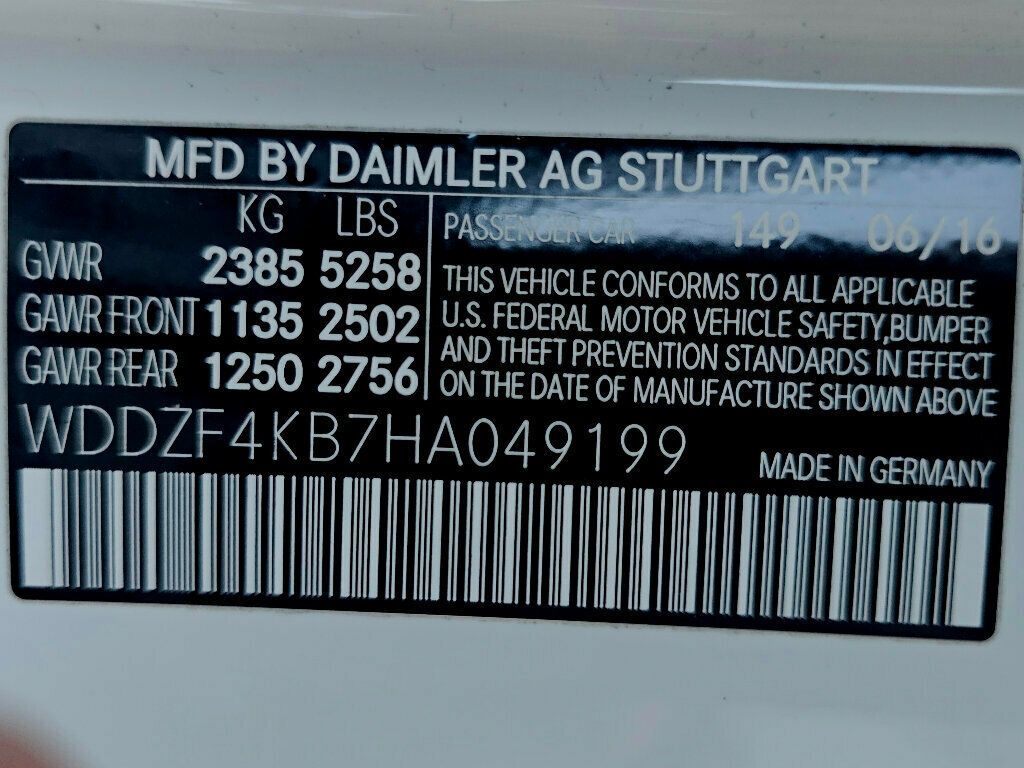 MFD BY DAIMLER AG STUTTGART
KG LBS
GVWR 2385 5258
GAWR FRONT 1135 2502
GAWR REAR 1250 2756
PASSENGER CAR 149 06/16
THIS VEHICLE CONFORMS TO ALL APPLICABLE
U.S. FEDERAL MOTOR VEHICLE SAFETY,BUMPER
AND THEFT PREVENTION STANDARDS IN EFFECT
ON THE DATE OF MANUFACTURE SHOWN ABOVE
WDDZF4KB7HA049199
MADE IN GERMANY